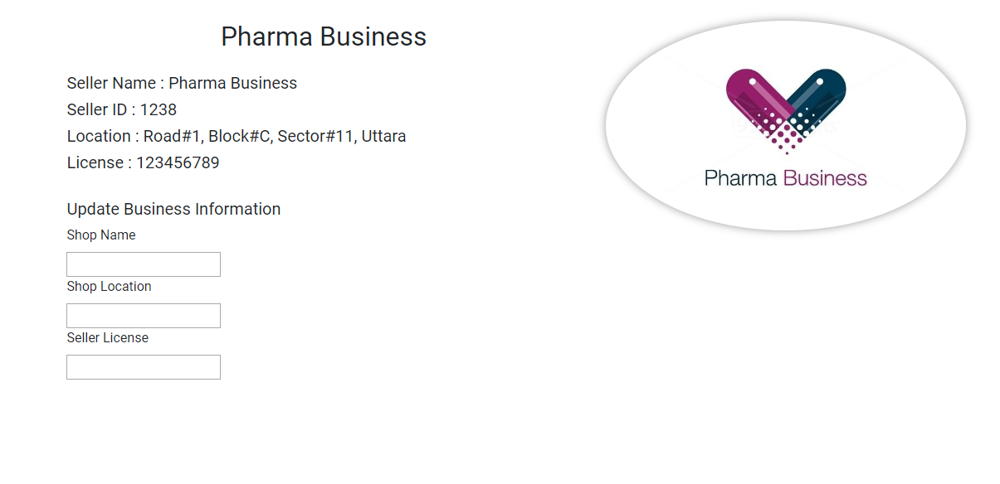 Pharma Business
Seller Name : Pharma Business
Seller ID : 1238
Location : Road#1, Block#C, Sector#11, Uttara
License : 123456789
Update Business Information
Shop Name
Shop Location
Seller License
Pharma Business